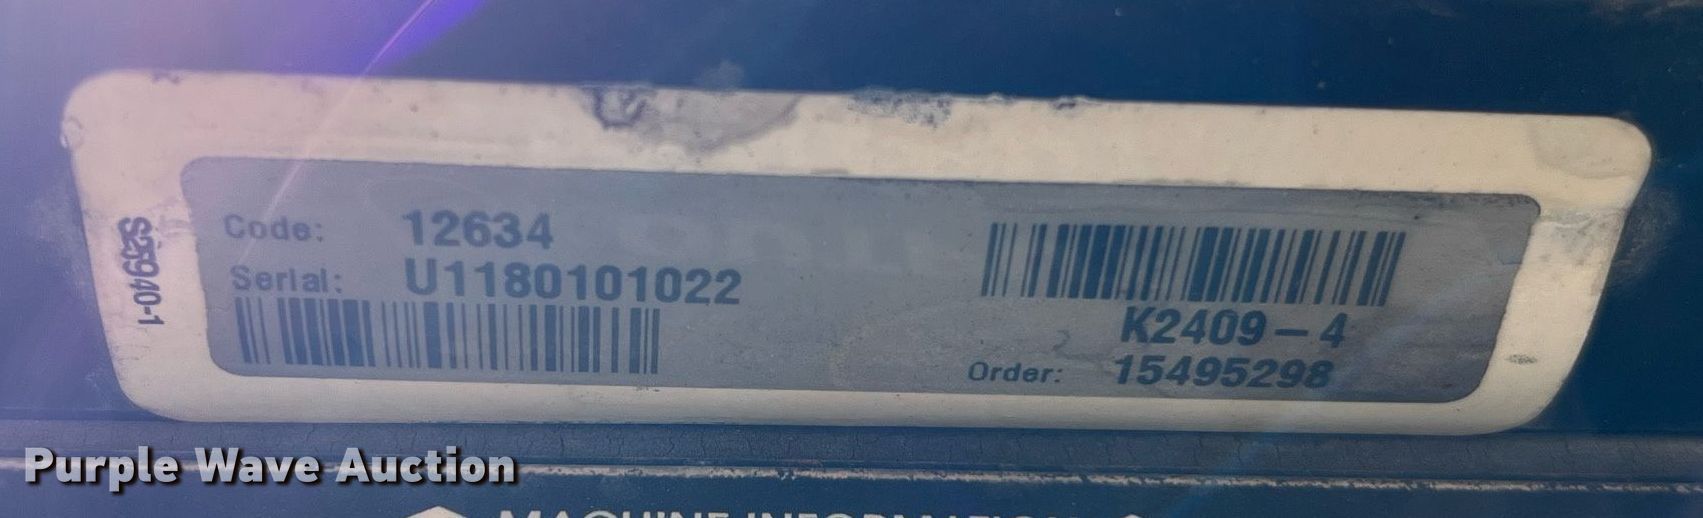 S25940-1
Code: 12634
Serial: U1180101022
K2409-4
Order: 15495298
Purple Wave Auction